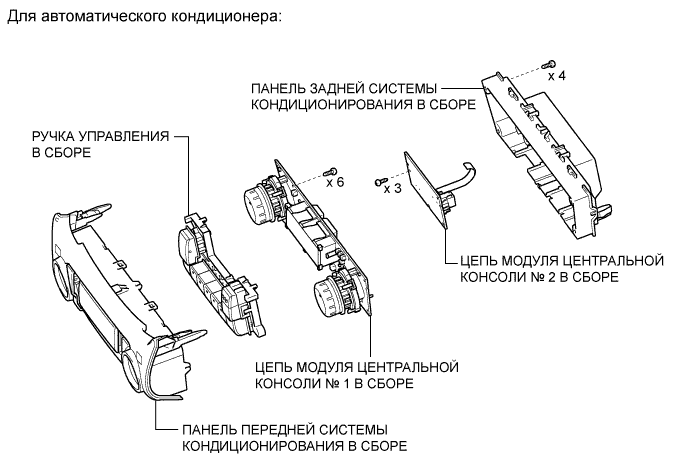 Для автоматического кондиционера:
x 4
ПАНЕЛЬ ЗАДНЕЙ СИСТЕМЫ
КОНДИЦИОНИРОВАНИЯ В СБОРЕ
РУЧКА УПРАВЛЕНИЯ
В СБОРЕ
x 6
x 3
ЦЕПЬ МОДУЛЯ ЦЕНТРАЛЬНОЙ
КОНСОЛИ № 2 В СБОРЕ
ЦЕПЬ МОДУЛЯ ЦЕНТРАЛЬНОЙ
КОНСОЛИ № 1 В СБОРЕ
ПАНЕЛЬ ПЕРЕДНЕЙ СИСТЕМЫ
КОНДИЦИОНИРОВАНИЯ В СБОРЕ